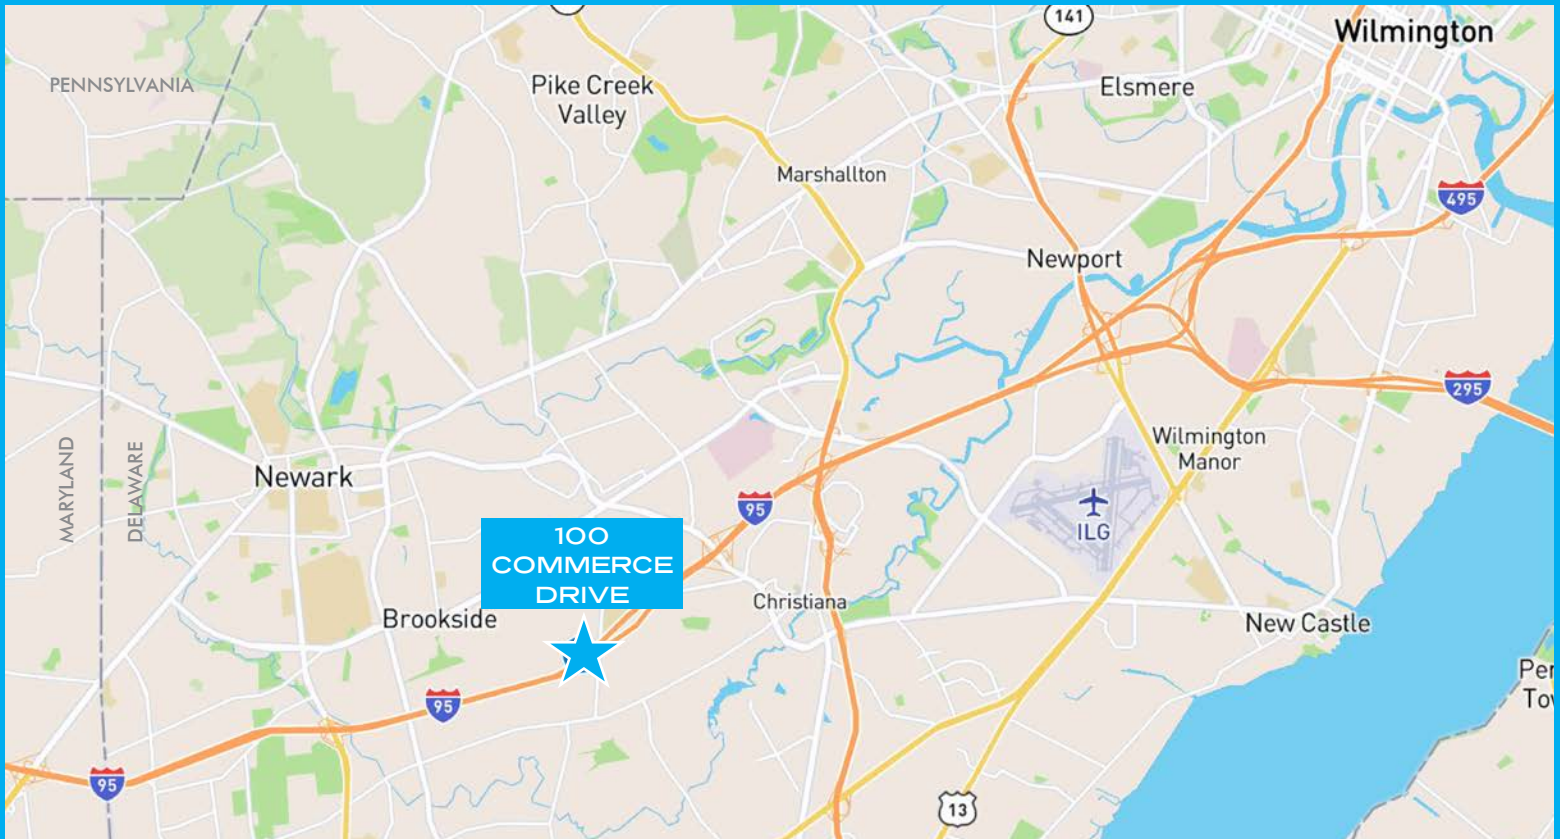 141
Wilmington
PENNSYLVANIA
Pike Creek
Valley
Elsmere
Marshallton
495
Newport
295
MARYLAND
DELAWARE
Newark
Wilmington
Manor
95
ILG
100
COMMERCE
DRIVE
Christiana
Brookside
New Castle
95
95
13